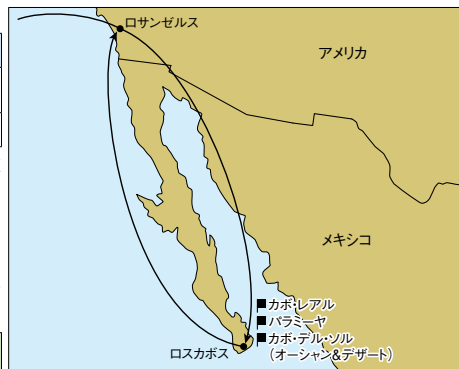 ロサンゼルス
アメリカ
メキシコ
■カボ・レアル
■パラミーヤ
■カボ・デル・ソル
(オーシャン&デザート)
ロスカボス